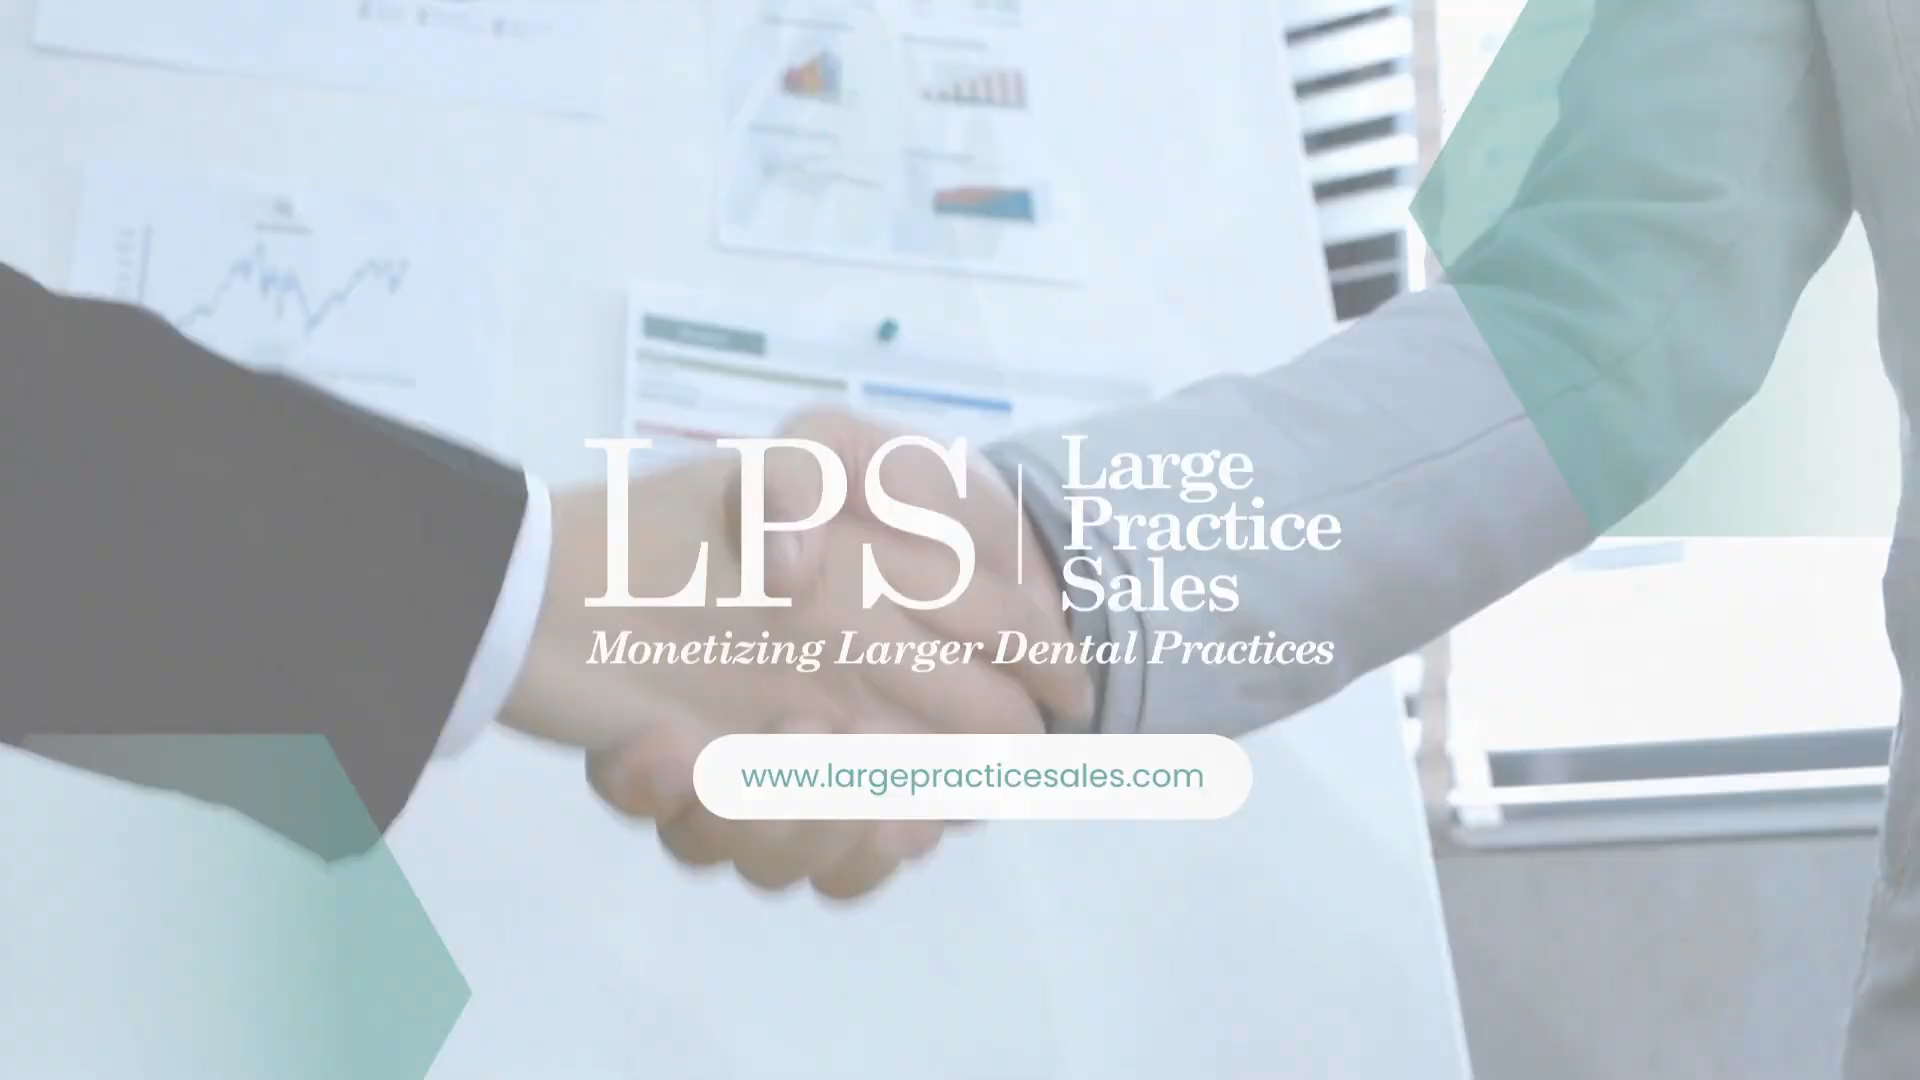 LPS
Large
Practice
Sales
Monetizing Larger Dental Practices
www.largepracticesales.com